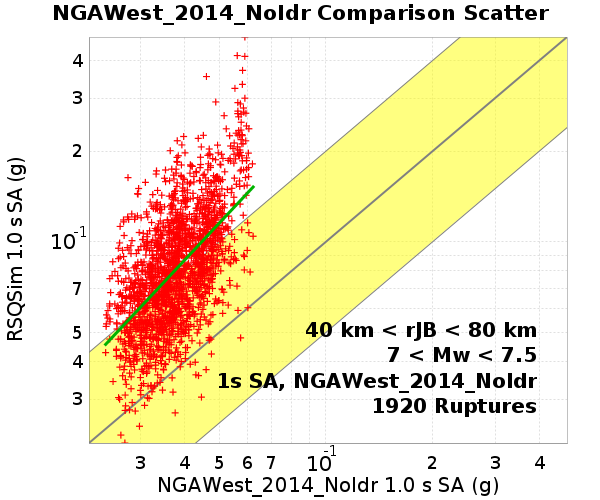 NGAWest_2014_NoIdr Comparison Scatter
RSQSim 1.0 s SA (g)
4
3
2
10-1
7
5
4
3
40 km < rJB < 80 km
7 < Mw < 7.5
1s SA, NGAWest_2014_NoIdr
1920 Ruptures
3 4 5 6 7 10-1 2 3 4
NGAWest_2014_NoIdr 1.0 s SA (g)